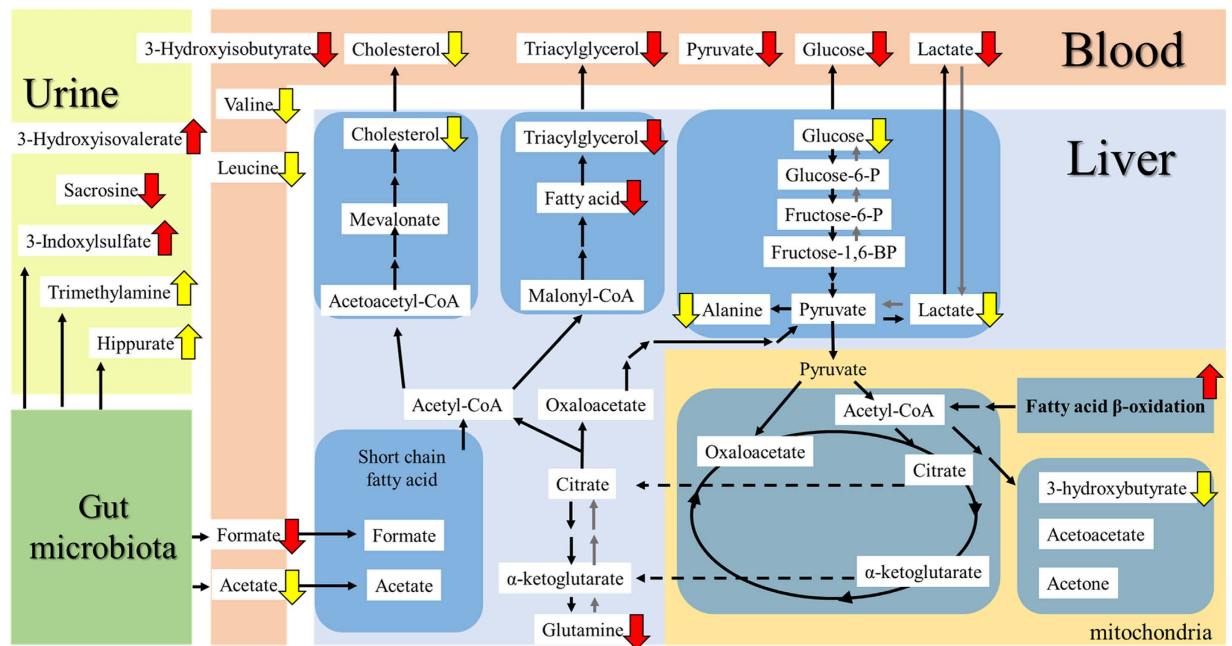 Urine
Blood
Liver
3-Hydroxyisobutyrate
Cholesterol
Triacylglycerol
Pyruvate
Glucose
Lactate
Valine
3-Hydroxyisovalerate
Leucine
Sacrosine
3-Indoxylsulfate
Trimethylamine
Hippurate
Cholesterol
Mevalonate
Acetoacetyl-CoA
Triacylglycerol
Fatty acid
Malonyl-CoA
Glucose
Glucose-6-P
Fructose-6-P
Fructose-1,6-BP
Alanine
Pyruvate
Lactate
Pyruvate
Acetyl-CoA
Oxaloacetate
Acetyl-CoA
Fatty acid β-oxidation
Oxaloacetate
Citrate
Short chain
fatty acid
Citrate
3-hydroxybutyrate
Acetoacetate
Acetone
Gut
microbiota
Formate
Formate
Acetate
Acetate
α-ketoglutarate
α-ketoglutarate
Glutamine
mitochondria